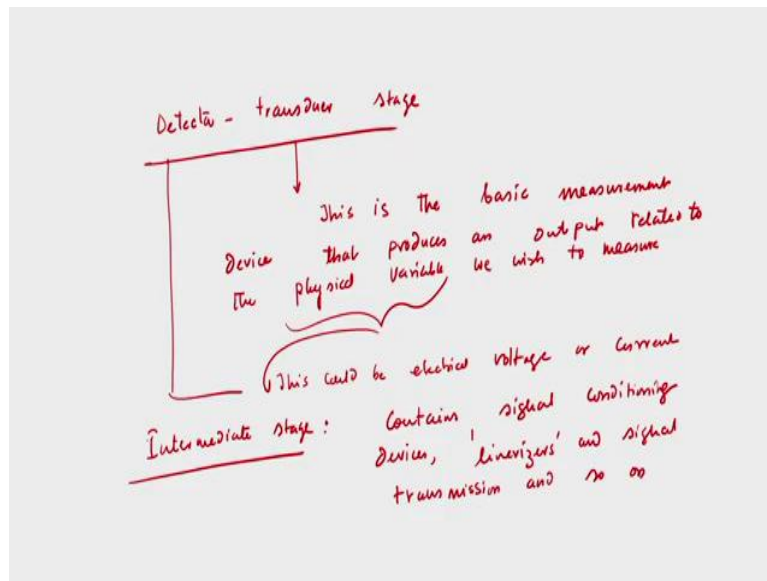 Detector - transducer stage
This is the basic measurement
device that produces an output related to
the physical variable we wish to measure
This could be electrical voltage or current
Intermediate stage : Contains signal conditioning
devices, 'linerizers' and signal
transmission and so on